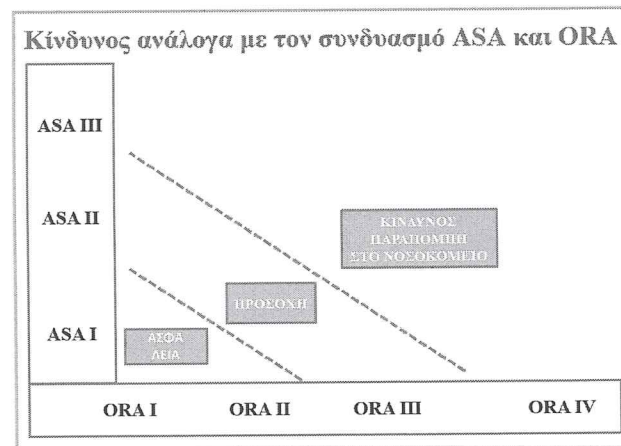 Κίνδυνος ανάλογα με τον συνδυασμό ASA και ORA
ASA III
ASA II
ΚΙΝΔΥΝΟΣ
ΠΑΡΑΠΟΜΠΗ
ΣΤΟ ΝΟΣΟΚΟΜΕΙΟ
ΠΡΟΣΟΧΗ
ASA I
ΑΣΦΑ
ΛΕΙΑ
ORA I
ORA II
ORA III
ORA IV